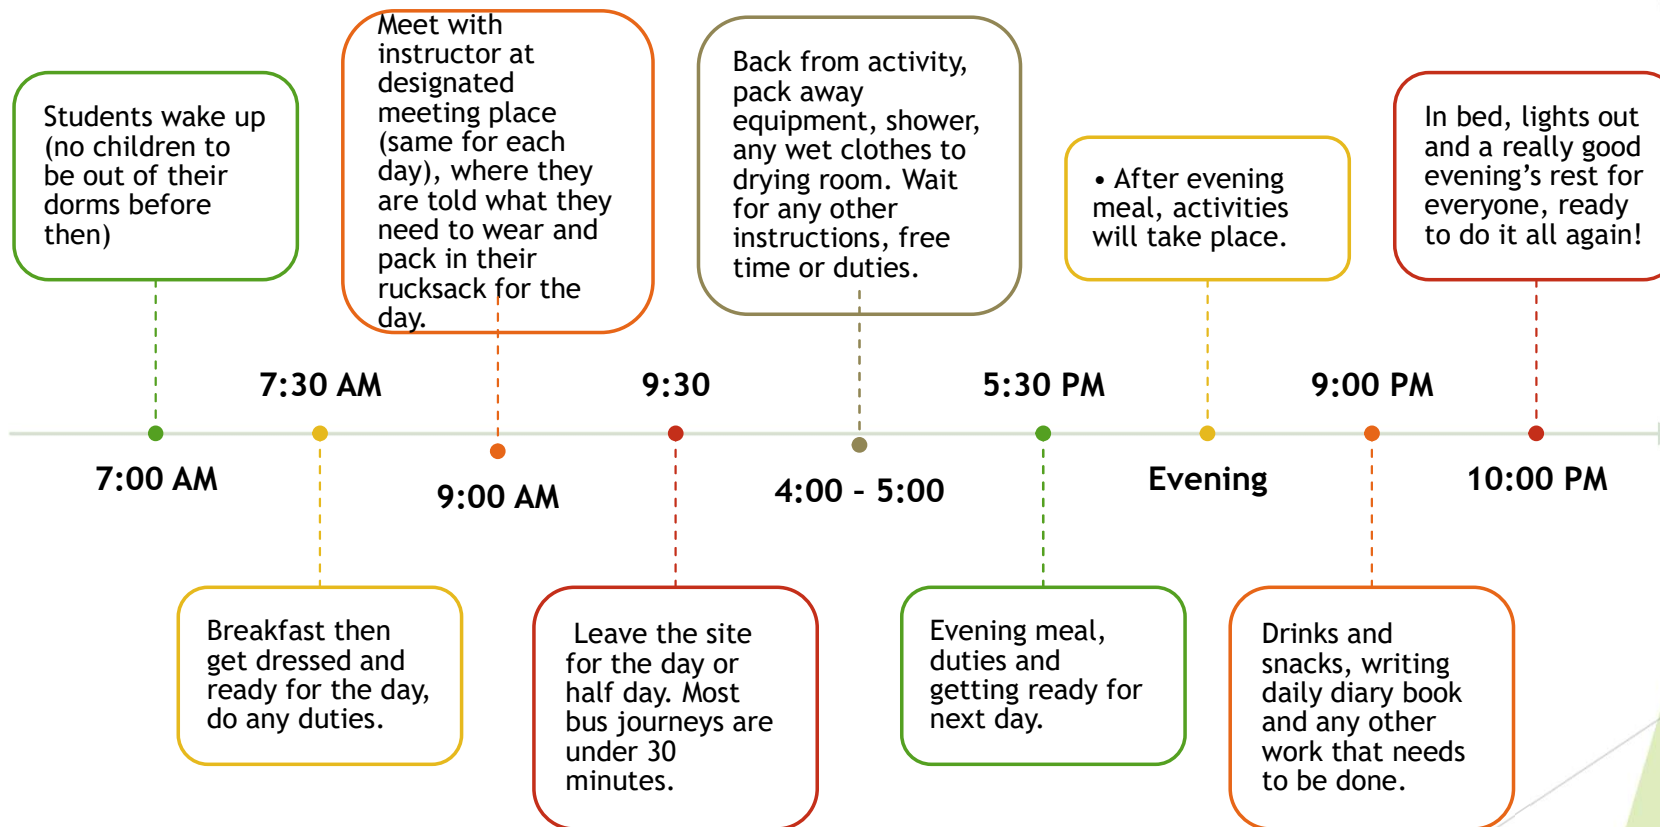 Students wake up
(no children to
be out of their
dorms before
then)
7:00 AM
7:30 AM
Breakfast then
get dressed and
ready for the day,
do any duties.
Meet with
instructor at
designated
meeting place
(same for each
day), where they
are told what they
need to wear and
pack in their
rucksack for the
day.
9:00 AM
9:30
Leave the site
for the day or
half day. Most
bus journeys are
under 30
minutes.
Back from activity,
pack away
equipment, shower,
any wet clothes to
drying room. Wait
for any other
instructions, free
time or duties.
4:00 – 5:00
5:30 PM
Evening meal,
duties and
getting ready for
next day.
• After evening
meal, activities
will take place.
Evening
9:00 PM
Drinks and
snacks, writing
daily diary book
and any other
work that needs
to be done.
In bed, lights out
and a really good
evening’s rest for
everyone, ready
to do it all again!
10:00 PM